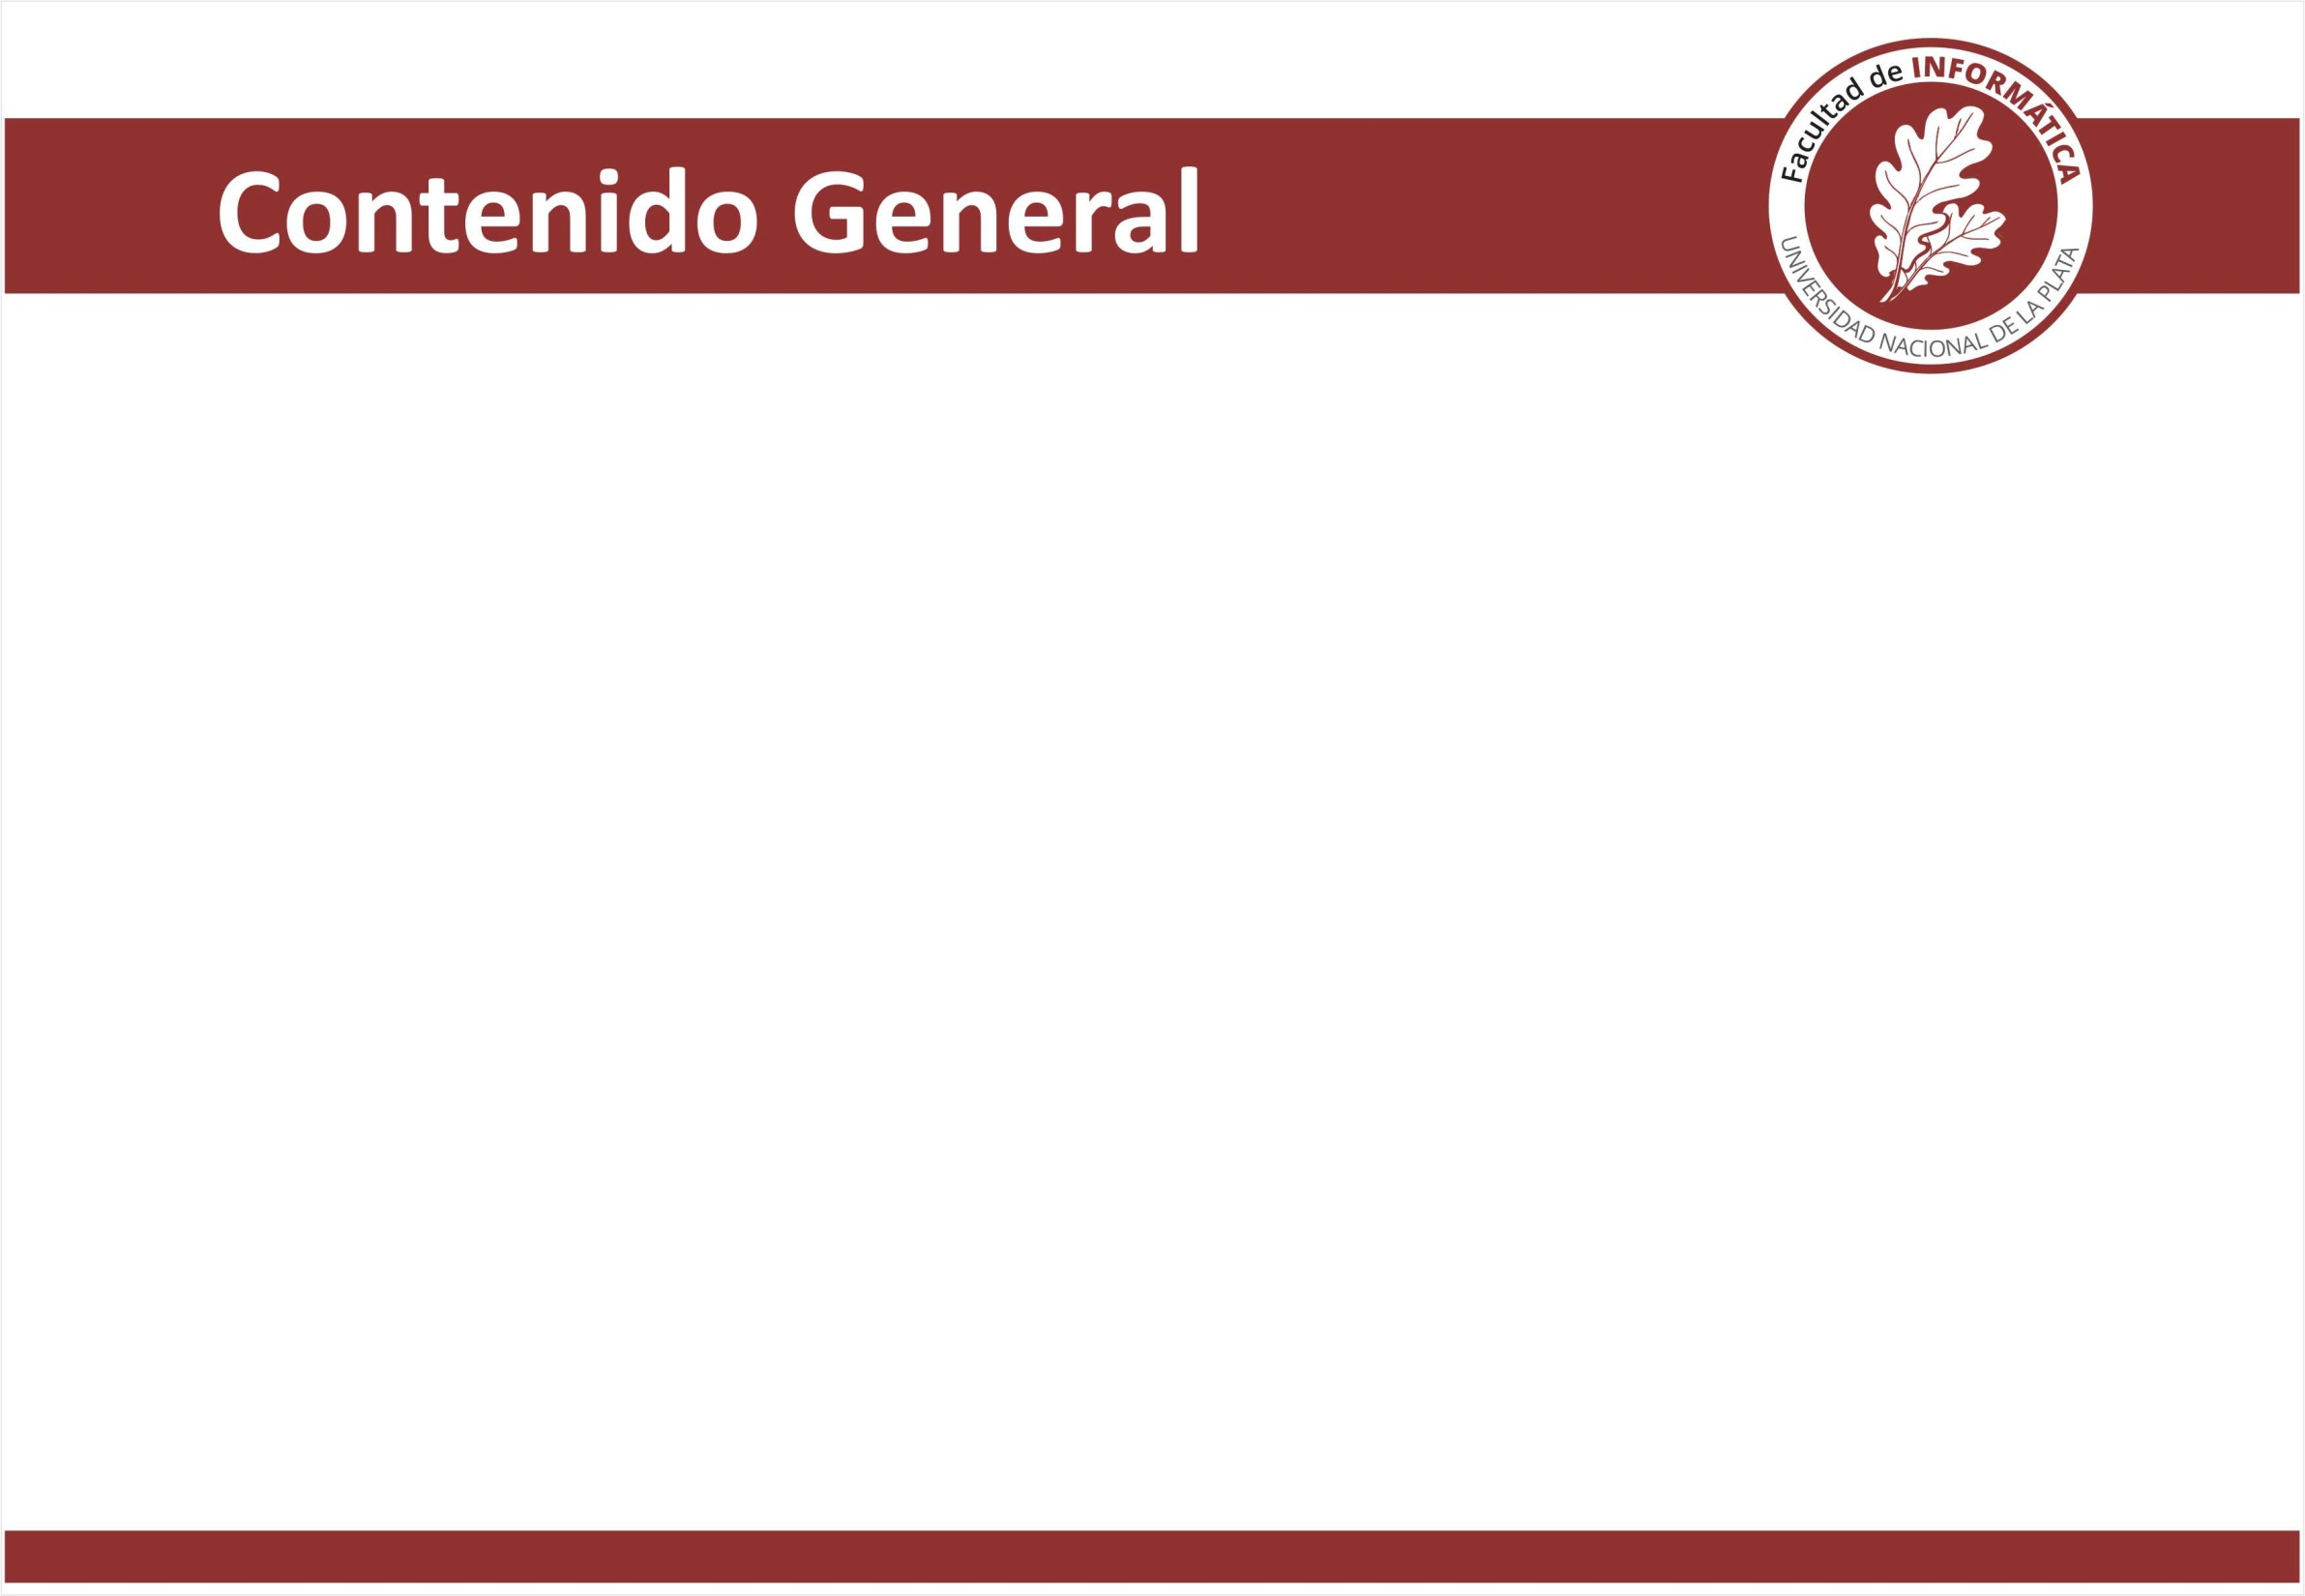 Contenido General
Facultad de INFORMÁTICA
UNIVERSIDAD NACIONAL DE LA PLATA